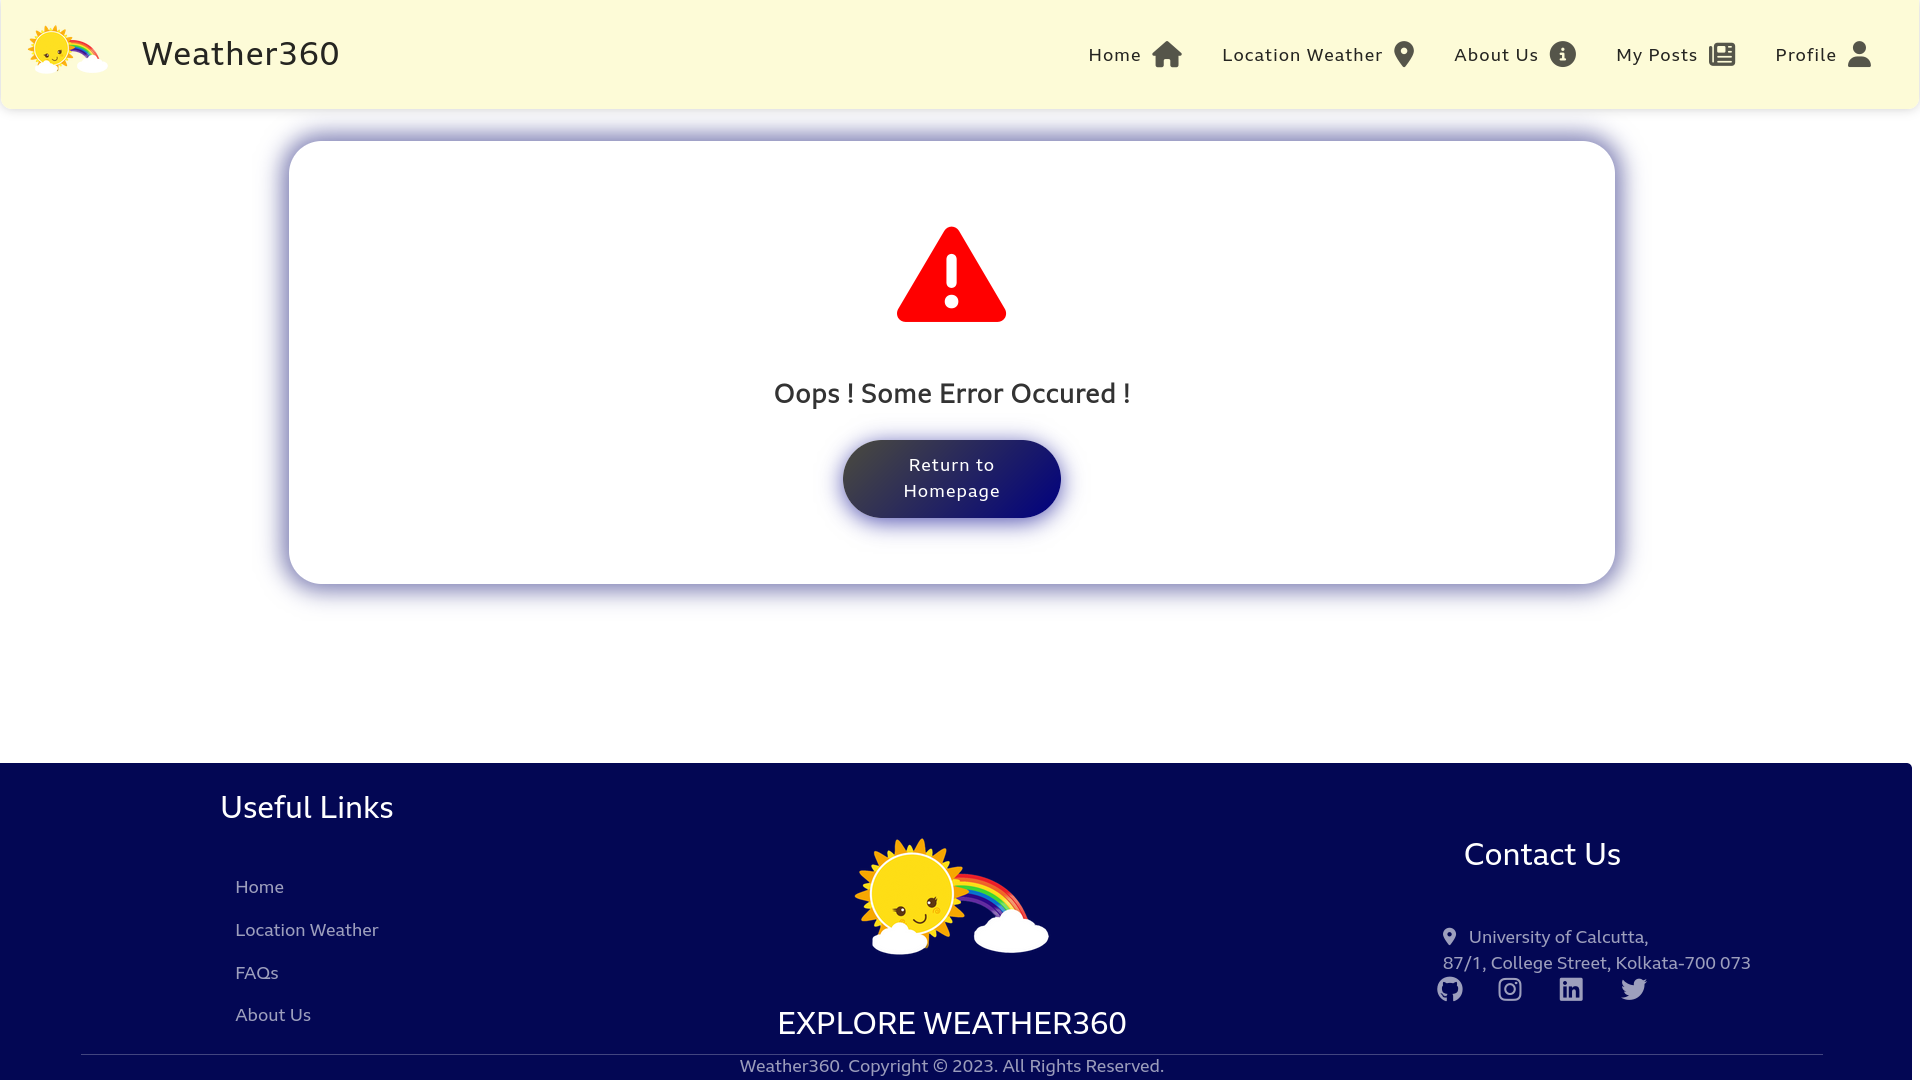 Weather360
Home
Location Weather
About Us
My Posts
Profile
Oops ! Some Error Occured !
Return to
Homepage
Useful Links
Home
Location Weather
FAQs
About Us
EXPLORE WEATHER360
Contact Us
University of Calcutta,
87/1, College Street, Kolkata-700 073
Weather360. Copyright © 2023. All Rights Reserved.